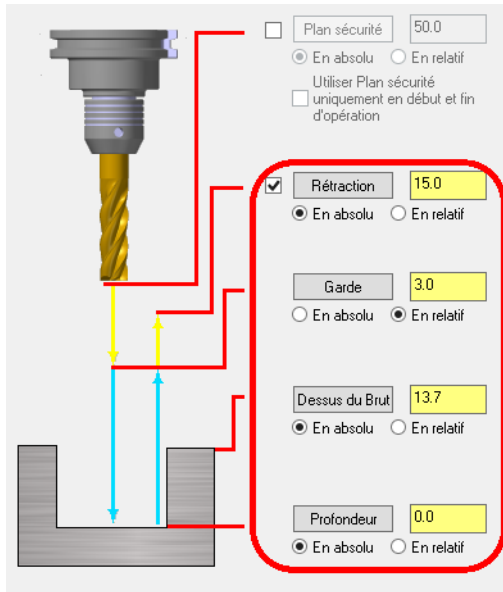 Plan sécurité 50.0
En absolu En relatif
Utiliser Plan sécurité
uniquement en début et fin
d'opération
Rétraction 15.0
En absolu En relatif
Garde 3.0
En absolu En relatif
Dessus du Brut 13.7
En absolu En relatif
Profondeur 0.0
En absolu En relatif